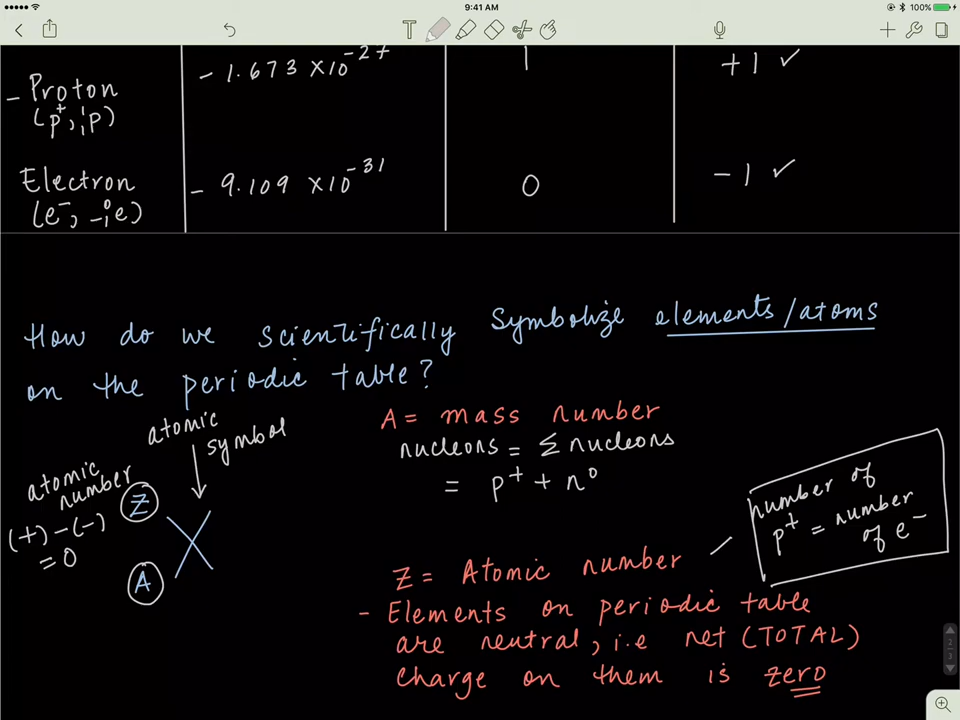 9:41 AM
100%
T
- Proton
(p+, ¹₁p)
- 1.673 ×10⁻²⁷
1
+1 ✓
Electron
(e⁻, ⁰₋₁e)
- 9.109 ×10⁻³¹
0
-1 ✓
How do we scientifically symbolize elements/atoms
on the periodic table?
atomic
symbol
atomic
number
Z
(+)-(-)
=0
X
A
A = mass number
nucleons = Σ nucleons
= p⁺ + n⁰
number of
p⁺ = number
of e⁻
Z = Atomic number
- Elements on periodic table
are neutral, i.e net (TOTAL)
charge on them is zero